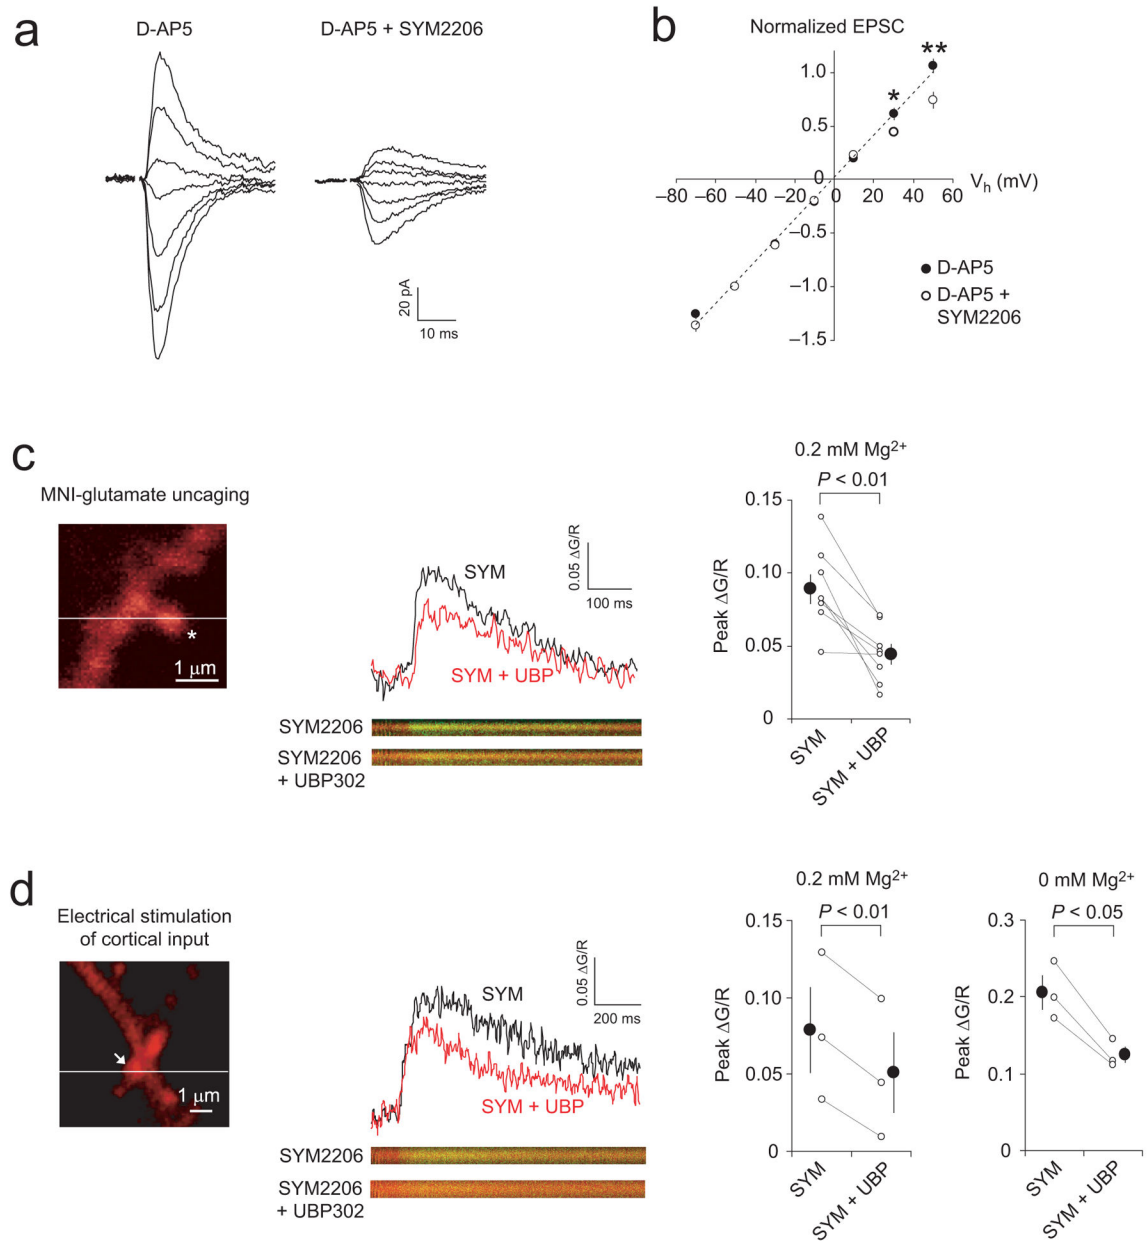 a
D-AP5
D-AP5 + SYM2206
20 pA
10 ms
b
Normalized EPSC
**
*
1.0
0.5
0
–0.5
–1.0
–1.5
–80 –60 –40 –20 0 20 40 60
Vh (mV)
D-AP5
D-AP5 +
SYM2206
c
MNI-glutamate uncaging
*
1 μm
SYM
SYM + UBP
0.05 ΔG/R
100 ms
SYM2206
SYM2206
+ UBP302
0.2 mM Mg2+
P < 0.01
Peak ΔG/R
0.15
0.10
0.05
0
SYM
SYM + UBP
d
Electrical stimulation
of cortical input
1 μm
SYM
SYM + UBP
0.05 ΔG/R
200 ms
SYM2206
SYM2206
+ UBP302
0.2 mM Mg2+
P < 0.01
Peak ΔG/R
0.15
0.10
0.05
0
SYM
SYM + UBP
0 mM Mg2+
P < 0.05
Peak ΔG/R
0.3
0.2
0.1
0
SYM
SYM + UBP